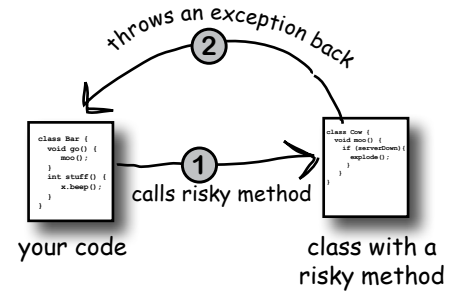 throws an exception back
2
class Bar {
void go() {
moo();
}
int stuff() {
x.beep();
}
}
1
calls risky method
class Cow {
void moo() {
if (serverDown){
explode();
}
}
}
your code
class with a
risky method